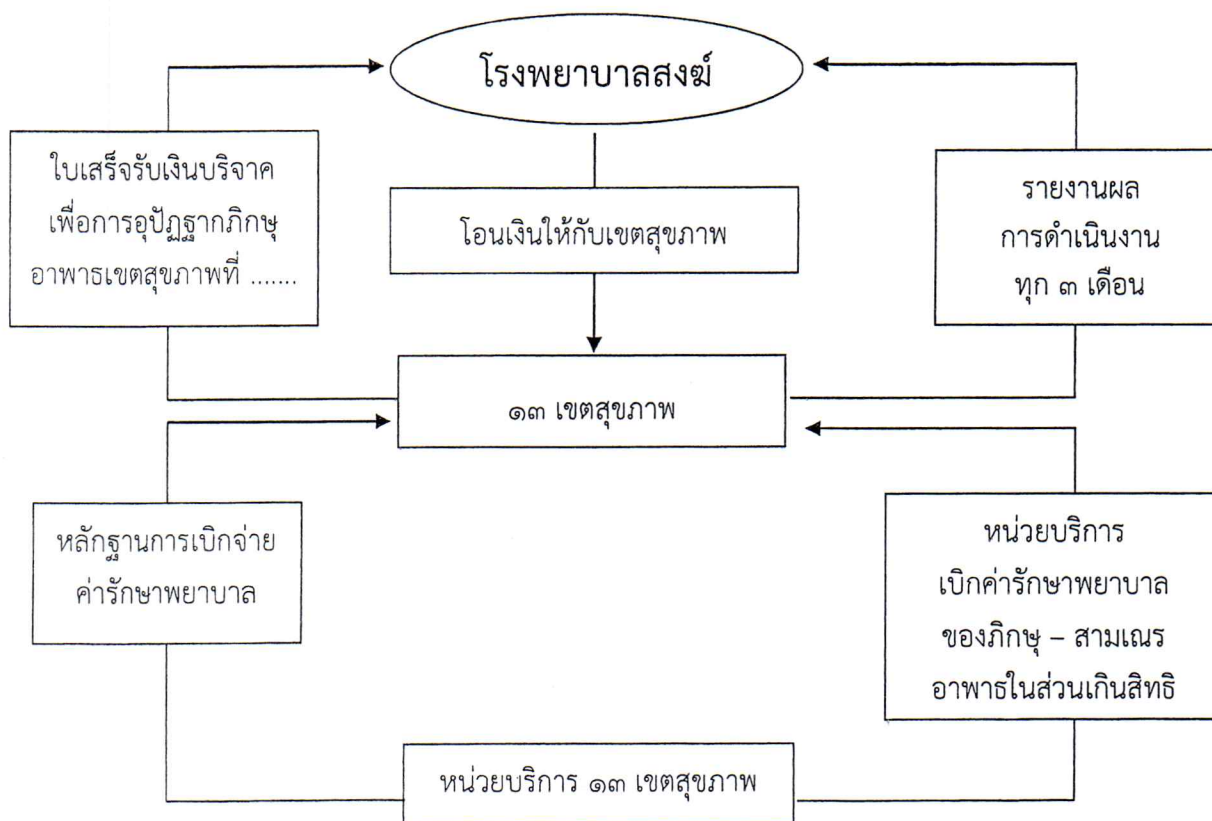 โรงพยาบาลสงฆ์
ใบเสร็จรับเงินบริจาค
เพื่อการอุปัฏฐากภิกษุ
อาพาธเขตสุขภาพที่ .......
โอนเงินให้กับเขตสุขภาพ
รายงานผล
การดำเนินงาน
ทุก ๓ เดือน
๑๓ เขตสุขภาพ
หลักฐานการเบิกจ่าย
ค่ารักษาพยาบาล
หน่วยบริการ
เบิกค่ารักษาพยาบาล
ของภิกษุ – สามเณร
อาพาธในส่วนเกินสิทธิ
หน่วยบริการ ๑๓ เขตสุขภาพ